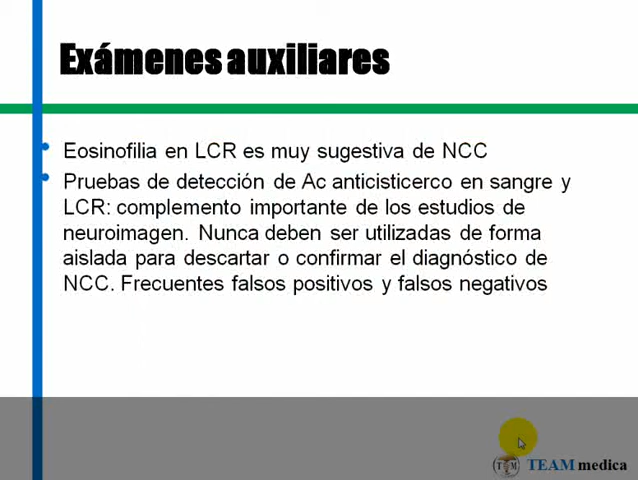 Exámenes auxiliares
• Eosinofilia en LCR es muy sugestiva de NCC
• Pruebas de detección de Ac anticisticerco en sangre y
LCR: complemento importante de los estudios de
neuroimagen. Nunca deben ser utilizadas de forma
aislada para descartar o confirmar el diagnóstico de
NCC. Frecuentes falsos positivos y falsos negativos
TEAM medica